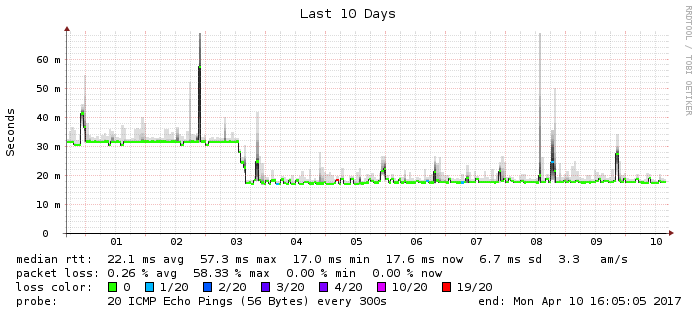 Last 10 Days
RRDTOOL / TOBI OETIKER
Seconds
60 m
50 m
40 m
30 m
20 m
10 m
0
01 02 03 04 05 06 07 08 09 10
median rtt: 22.1 ms avg 57.3 ms max 17.0 ms min 17.6 ms now 6.7 ms sd 3.3 am/s
packet loss: 0.26 % avg 58.33 % max 0.00 % min 0.00 % now
loss color: 0 1/20 2/20 3/20 4/20 10/20 19/20
probe: 20 ICMP Echo Pings (56 Bytes) every 300s end: Mon Apr 10 16:05:05 2017